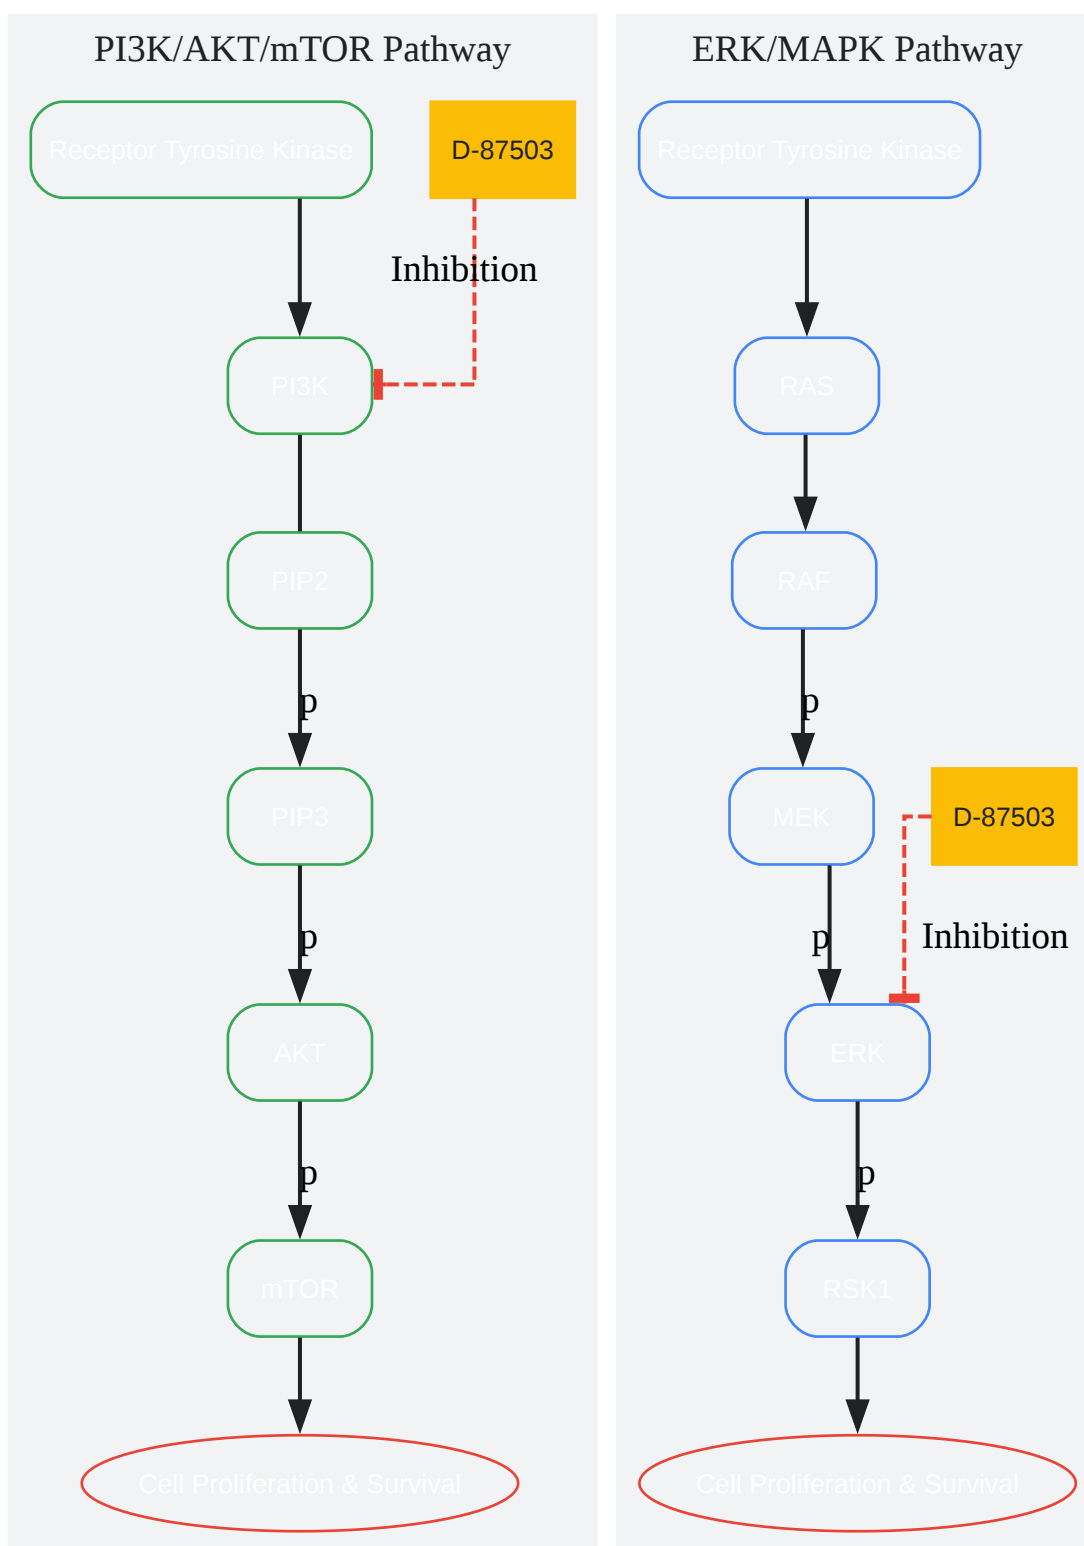 PI3K/AKT/mTOR Pathway
Receptor Tyrosine Kinase
D-87503
Inhibition
PI3K
PIP2
p
PIP3
p
AKT
p
mTOR
Cell Proliferation & Survival
ERK/MAPK Pathway
Receptor Tyrosine Kinase
RAS
RAF
p
MEK
D-87503
p
Inhibition
ERK
p
RSK1
Cell Proliferation & Survival